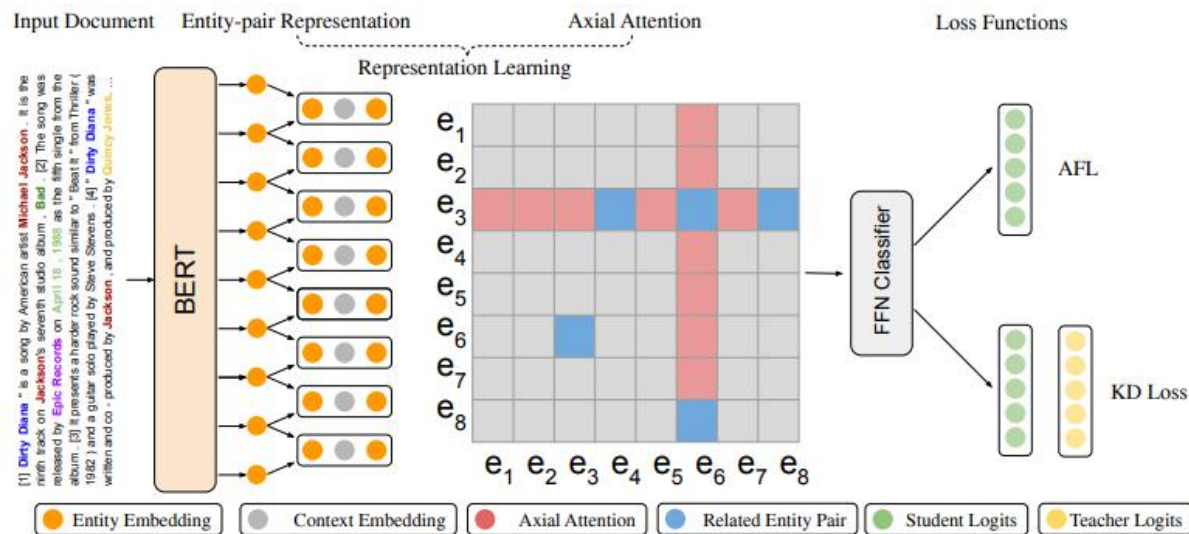 Input Document
Entity-pair Representation
Axial Attention
Loss Functions
Representation Learning
[1] Dirty Diana " is a song by American artist Michael Jackson . It is the
ninth track on Jackson's seventh studio album , Bad . [2] The song was
released by Epic Records on April 18 , 1988 as the fifth single from the
album . [3] It presents a harder rock sound similar to " Beat It " from Thriller (
1982 ) and a guitar solo played by Steve Stevens . [4] " Dirty Diana " was
written and co - produced by Jackson , and produced by Quincy Jones. ...
BERT
e1
e2
e3
e4
e5
e6
e7
e8
e1 e2 e3 e4 e5 e6 e7 e8
FFN Classifier
AFL
KD Loss
Entity Embedding
Context Embedding
Axial Attention
Related Entity Pair
Student Logits
Teacher Logits